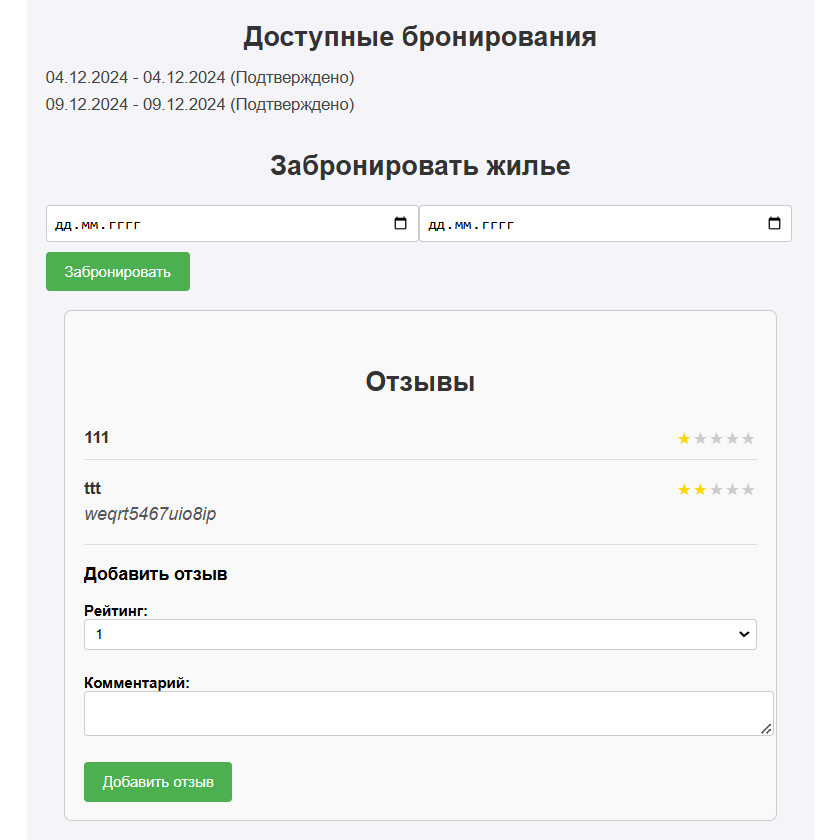 Доступные бронирования
04.12.2024 - 04.12.2024 (Подтверждено)
09.12.2024 - 09.12.2024 (Подтверждено)
Забронировать жилье
дд.мм.гггг дд.мм.гггг
Забронировать
Отзывы
111 ★★★★★
ttt ★★★★★
weqrt5467uio8ip
Добавить отзыв
Рейтинг:
1
Комментарий:
Добавить отзыв